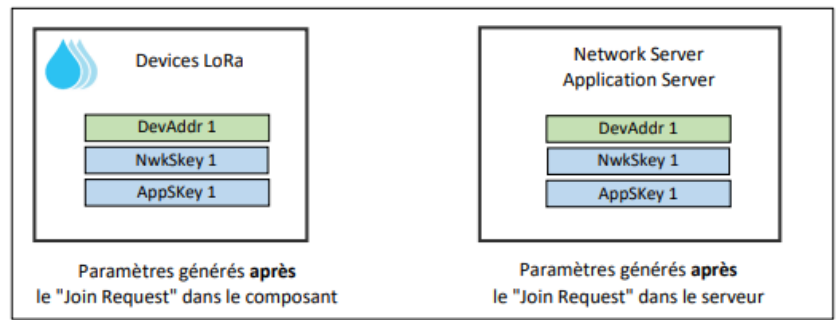 Devices LoRa
DevAddr 1
NwkSkey 1
AppSKey 1
Paramètres générés après
le "Join Request" dans le composant
Network Server
Application Server
DevAddr 1
NwkSkey 1
AppSKey 1
Paramètres générés après
le "Join Request" dans le serveur